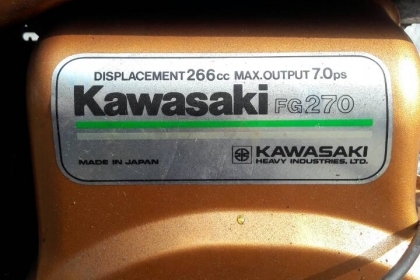 DISPLACEMENT 266cc MAX.OUTPUT 7.0ps
Kawasaki FG270
MADE IN JAPAN
KAWASAKI
HEAVY INDUSTRIES, LTD.